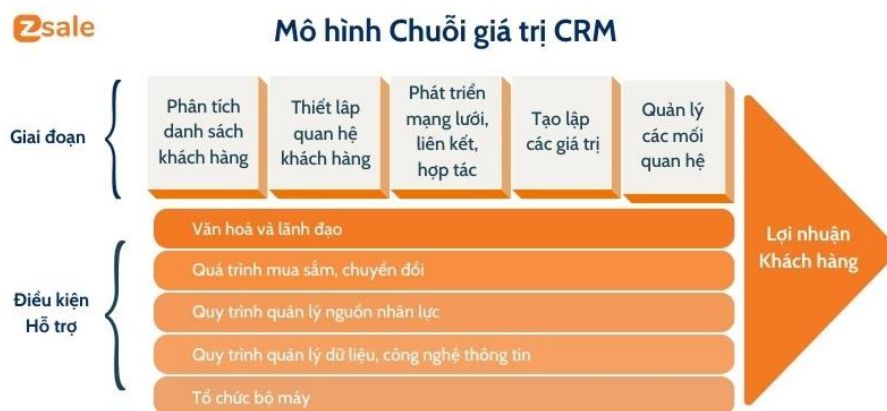 zsale
Mô hình Chuỗi giá trị CRM
Giai đoạn
Phân tích
danh sách
khách hàng
Thiết lập
quan hệ
khách hàng
Phát triển
mạng lưới,
liên kết,
hợp tác
Tạo lập
các giá trị
Quản lý
các mối
quan hệ
Điều kiện
Hỗ trợ
Văn hoá và lãnh đạo
Quá trình mua sắm, chuyển đổi
Quy trình quản lý nguồn nhân lực
Quy trình quản lý dữ liệu, công nghệ thông tin
Tổ chức bộ máy
Lợi nhuận
Khách hàng